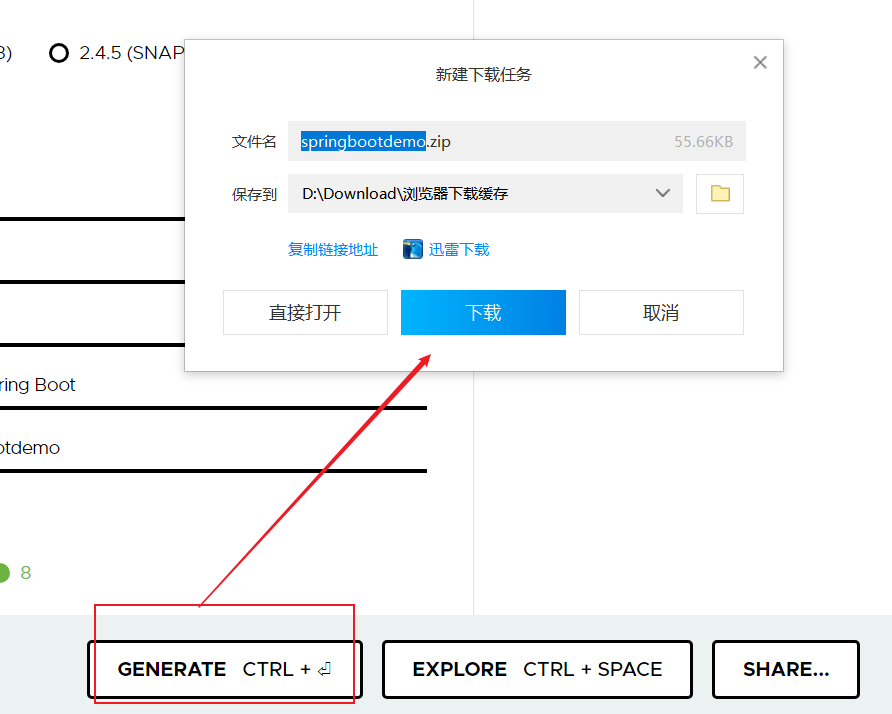 3)
2.4.5 (SNAP
新建下载任务
文件名
springbootdemo.zip
55.66KB
保存到
D:\Download\浏览器下载缓存
复制链接地址
迅雷下载
直接打开
下载
取消
ring Boot
otdemo
8
GENERATE CTRL + ⏎
EXPLORE CTRL + SPACE
SHARE...